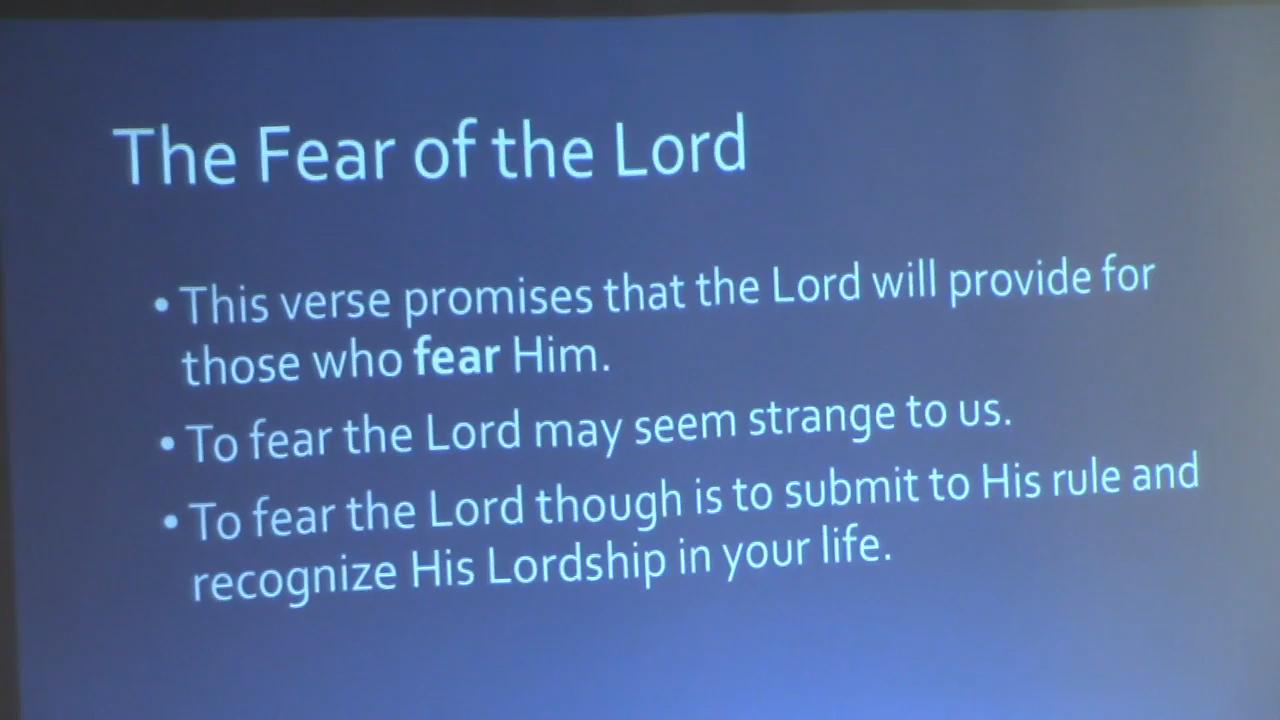 The Fear of the Lord
• This verse promises that the Lord will provide for
those who fear Him.
• To fear the Lord may seem strange to us.
• To fear the Lord though is to submit to His rule and
recognize His Lordship in your life.